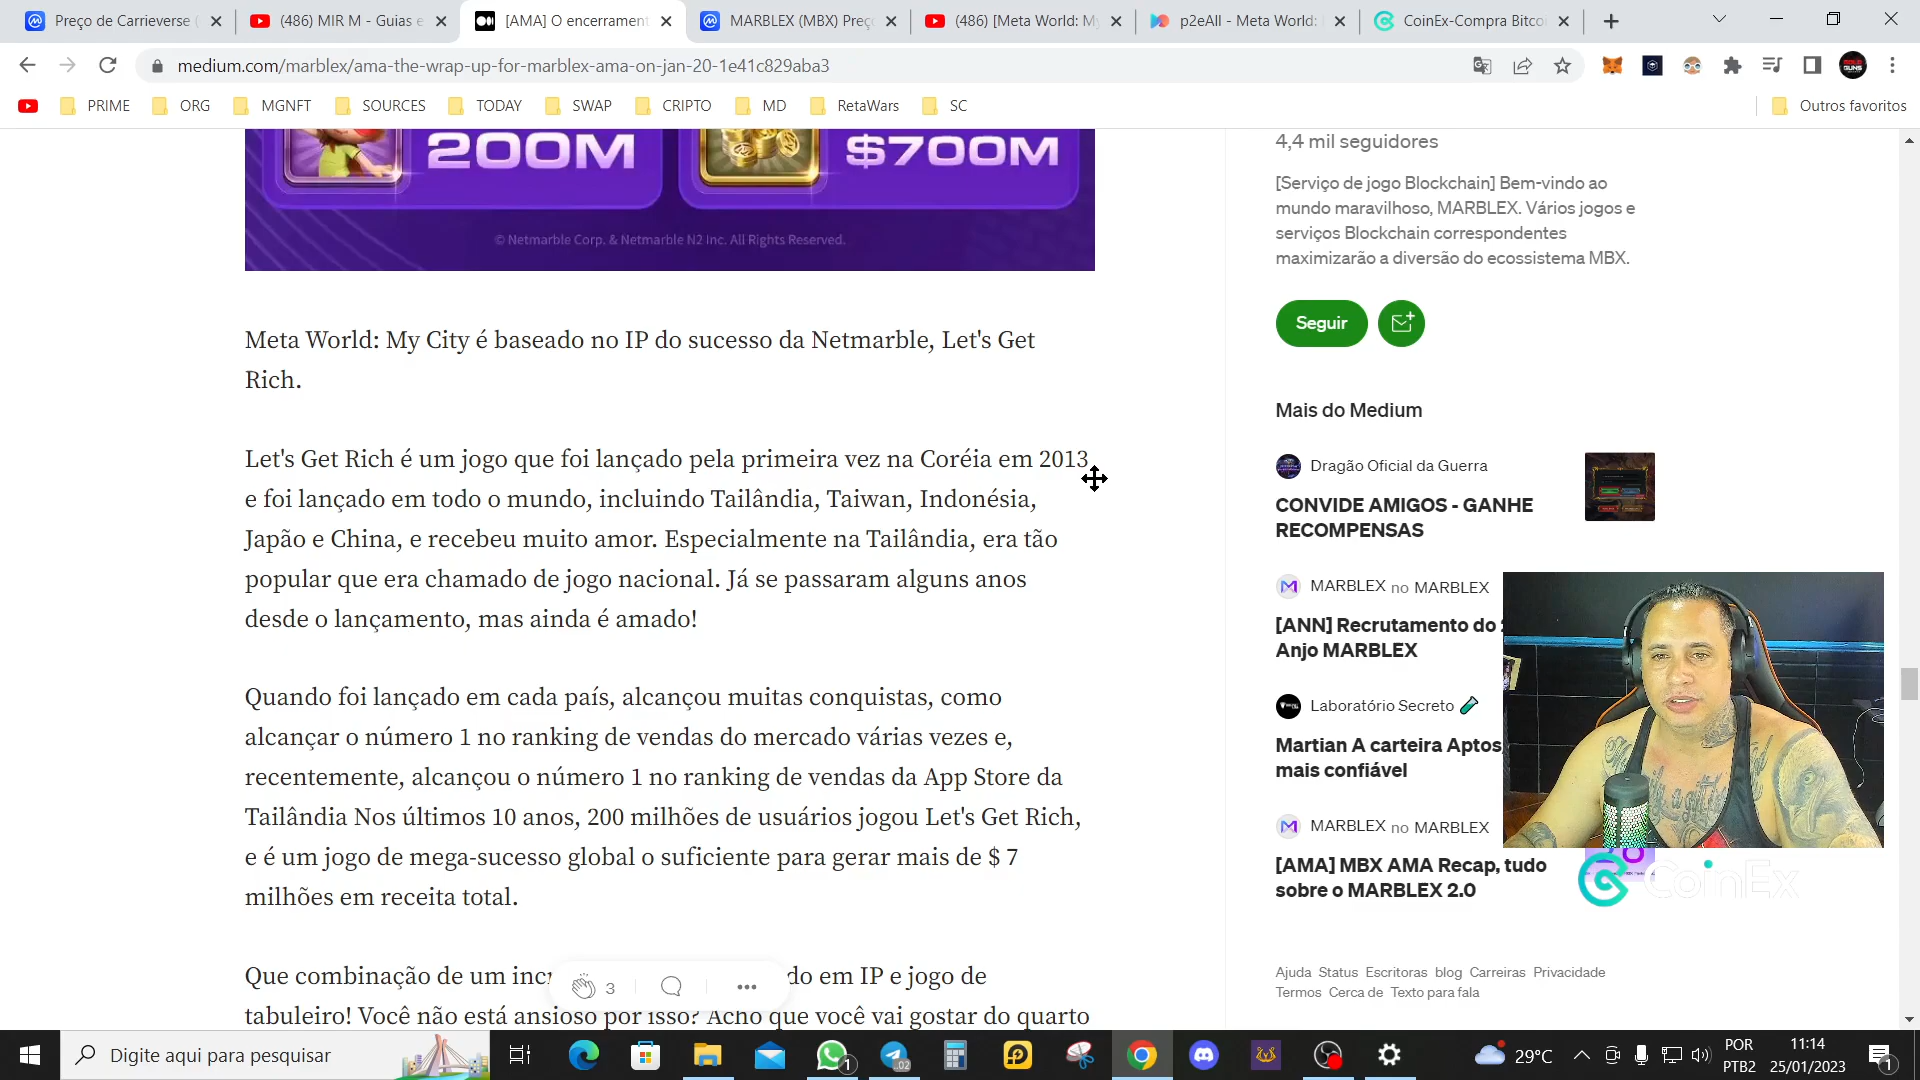 Preço de Carrieverse (
(486) MIR M - Guias e
[AMA] O encerrament
MARBLEX (MBX) Preç
(486) [Meta World: My
p2eAll - Meta World:
CoinEx-Compra Bitco
medium.com/marblex/ama-the-wrap-up-for-marblex-ama-on-jan-20-1e41c829aba3
PRIME
ORG
MGNFT
SOURCES
TODAY
SWAP
CRIPTO
MD
RetaWars
SC
Outros favoritos
200M
$700M
© Netmarble Corp. & Netmarble N2 Inc. All Rights Reserved.
Meta World: My City é baseado no IP do sucesso da Netmarble, Let's Get
Rich.
Let's Get Rich é um jogo que foi lançado pela primeira vez na Coréia em 2013
e foi lançado em todo o mundo, incluindo Tailândia, Taiwan, Indonésia,
Japão e China, e recebeu muito amor. Especialmente na Tailândia, era tão
popular que era chamado de jogo nacional. Já se passaram alguns anos
desde o lançamento, mas ainda é amado!
Quando foi lançado em cada país, alcançou muitas conquistas, como
alcançar o número 1 no ranking de vendas do mercado várias vezes e,
recentemente, alcançou o número 1 no ranking de vendas da App Store da
Tailândia Nos últimos 10 anos, 200 milhões de usuários jogou Let's Get Rich,
e é um jogo de mega-sucesso global o suficiente para gerar mais de $ 7
milhões em receita total.
Que combinação de um incr do em IP e jogo de
tabuleiro! Você não está ansioso por isso? Acho que você vai gostar do quarto
3
4,4 mil seguidores
[Serviço de jogo Blockchain] Bem-vindo ao
mundo maravilhoso, MARBLEX. Vários jogos e
serviços Blockchain correspondentes
maximizarão a diversão do ecossistema MBX.
Seguir
Mais do Medium
Dragão Oficial da Guerra
CONVIDE AMIGOS - GANHE
RECOMPENSAS
MARBLEX no MARBLEX
[ANN] Recrutamento do
Anjo MARBLEX
Laboratório Secreto
Martian A carteira Aptos
mais confiável
MARBLEX no MARBLEX
[AMA] MBX AMA Recap, tudo
sobre o MARBLEX 2.0
CoinEx
Ajuda Status Escritoras blog Carreiras Privacidade
Termos Cerca de Texto para fala
Digite aqui para pesquisar
1
02
29°C
POR
PTB2
11:14
25/01/2023
1